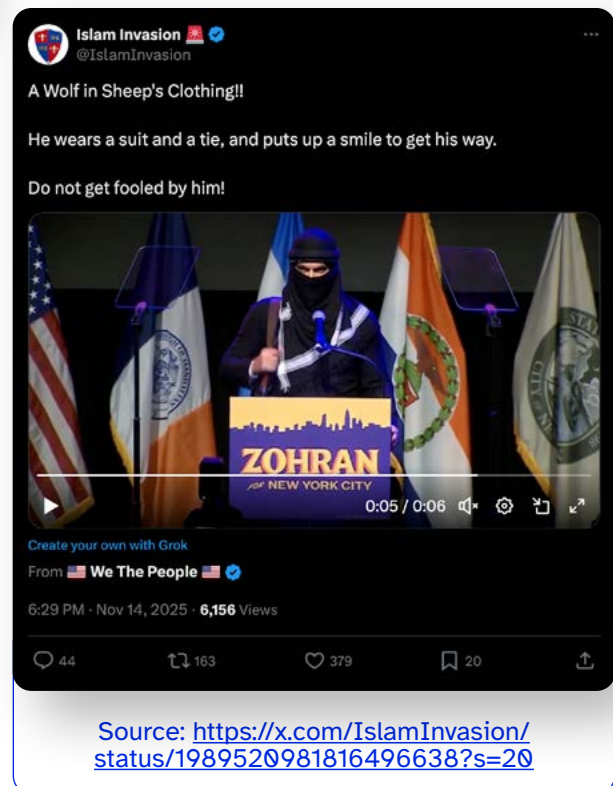 Islam Invasion 🚨
@IslamInvasion
A Wolf in Sheep's Clothing!!
He wears a suit and a tie, and puts up a smile to get his way.
Do not get fooled by him!
ZOHRAN
FOR NEW YORK CITY
0:05 / 0:06
Create your own with Grok
From 🇺🇸 We The People 🇺🇸
6:29 PM · Nov 14, 2025 · 6,156 Views
44 163 379 20
Source: https://x.com/IslamInvasion/
status/1989520981816496638?s=20